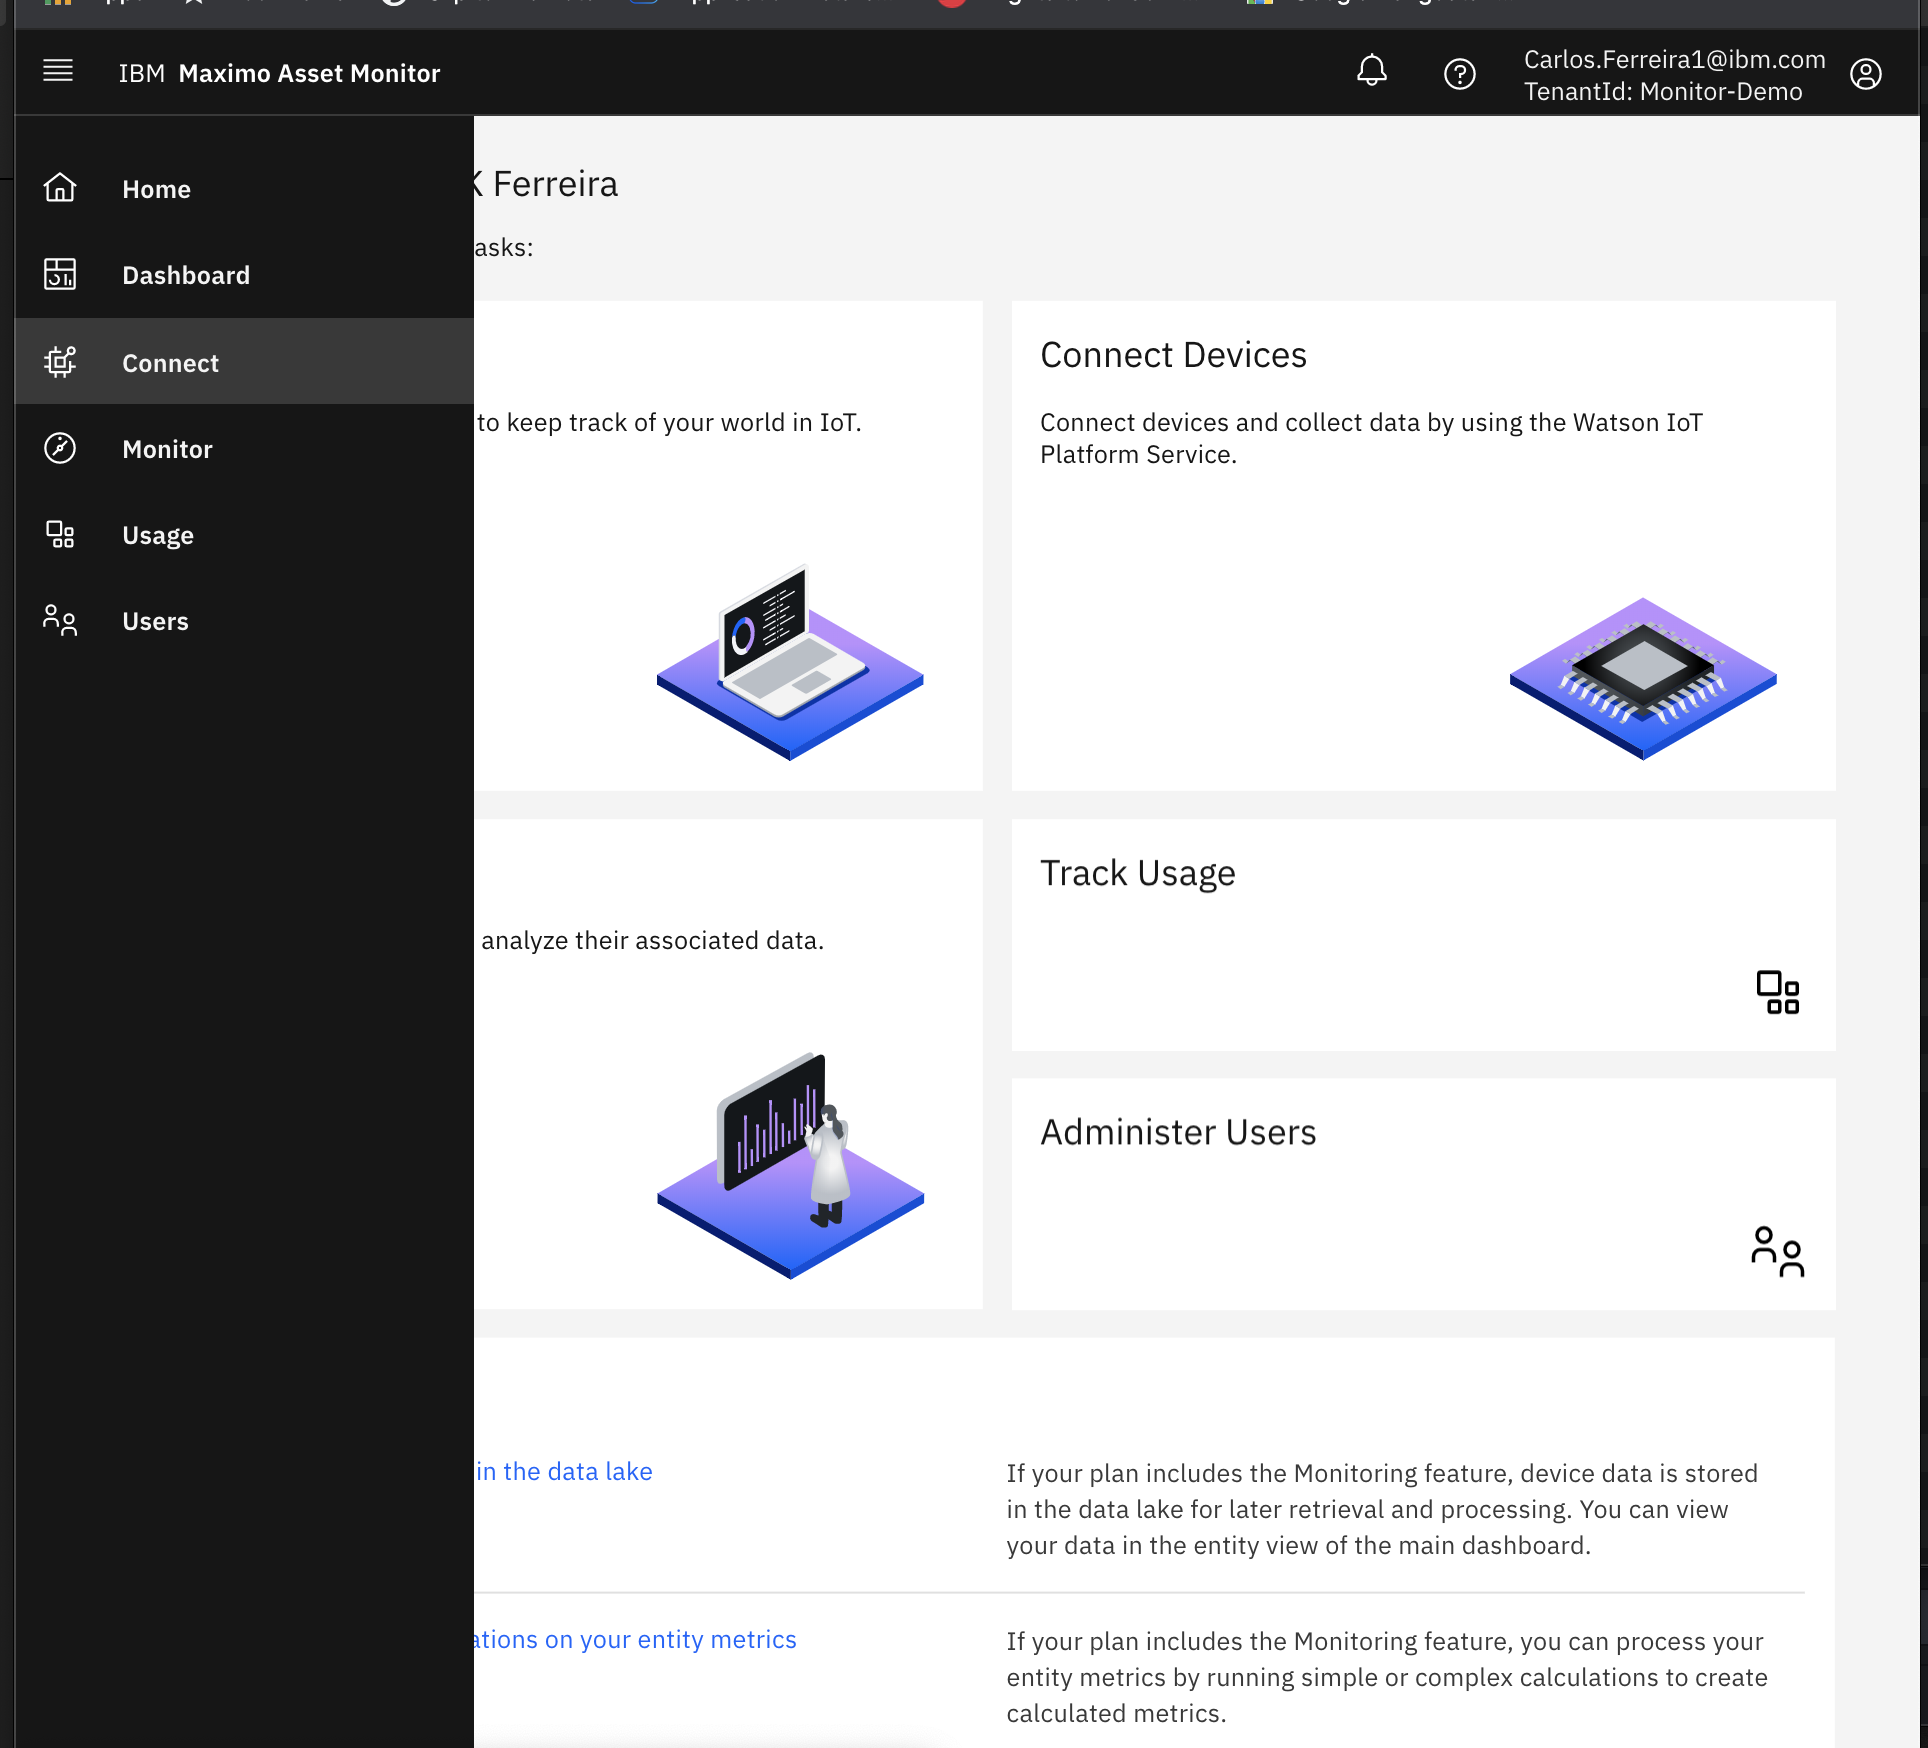 IBM Maximo Asset Monitor
Carlos.Ferreira1@ibm.com
TenantId: Monitor-Demo
Home
Dashboard
Connect
Monitor
Usage
Users
Ferreira
asks:
to keep track of your world in IoT.
Connect Devices
Connect devices and collect data by using the Watson IoT
Platform Service.
analyze their associated data.
Track Usage
Administer Users
in the data lake
If your plan includes the Monitoring feature, device data is stored
in the data lake for later retrieval and processing. You can view
your data in the entity view of the main dashboard.
ations on your entity metrics
If your plan includes the Monitoring feature, you can process your
entity metrics by running simple or complex calculations to create
calculated metrics.